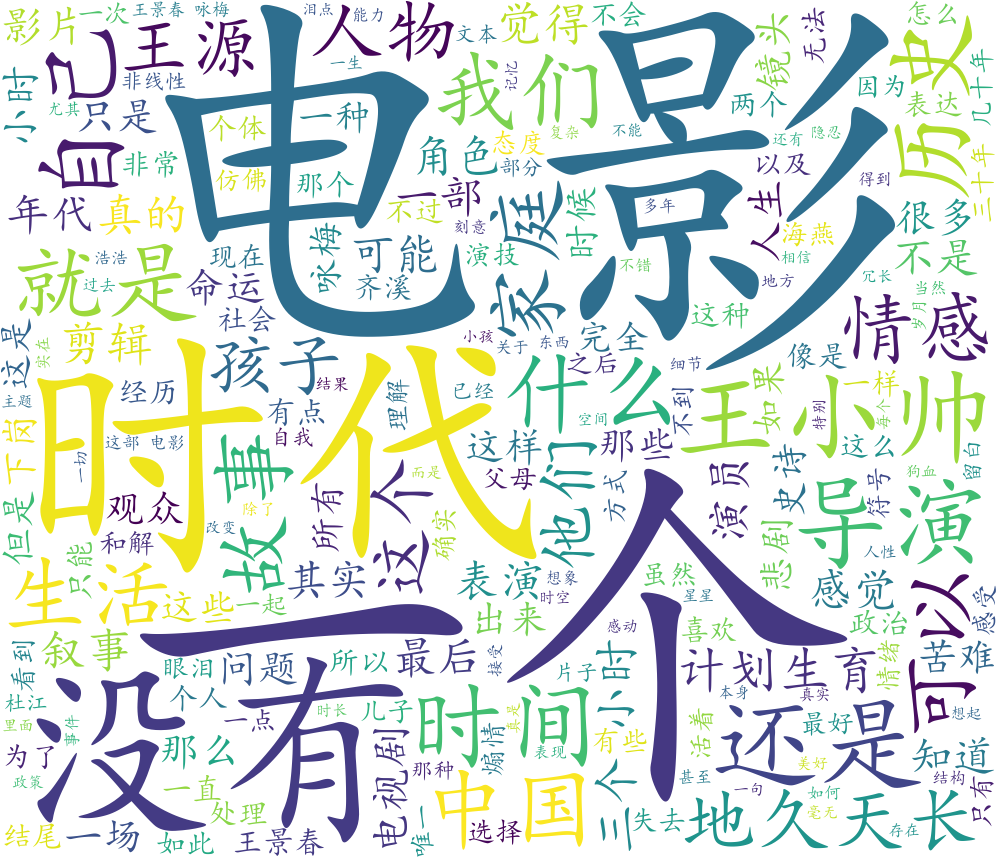 电影
时代
一个
没有
自己
王源
人物
我们
历史
就是
情感
家庭
孩子
什么
王小帅
导演
故事
这个
他们
生活
时间
中国
还是
可以
地久天长
计划生育
影片
一次
王景春 咏梅
泪点
能力
文本
觉得
不会
镜头
无法
怎么
因为
表达
几十年
三十年
非线性
一生
记忆
小时
尤其
只是
个体
一种
态度
复杂
不能
两个
还有
隐忍
得到
非常
仿佛
那个
角色
部分
以及
人生
海燕
很多
年代
真的
一部
不过
刻意
时候
多年
不是
相信
浩浩
过去
现在
命运
咏梅
可能
演技
齐溪
不错
地方
冗长
当然
岁月
社会
这种
完全
小孩
关于
东西
之后
细节
像是
这是
实在
剪辑
主题
经历
有点
结果
理解
已经
空间
不到
如果
特别
一样
每个
这部 电影
自我
这样
那些
这么
狗血
留白
下岗
一切
父母
而是
演员
史诗
符号
但是
观众
改变
除了
所有
确实
方式
悲剧
人性
和解
只能
其实
表演
想象
时空
虽然
星星
感觉
感受
这些
一起
出来
感动
喜欢
政治
苦难
情绪
叙事
看到
眼泪
问题
所以
最后
接受
片子
三个小时
本身
真实
想起
杜江
里面
事件
个人
一点
时长
儿子
真是
表现
有些
活着
最好
美好
知道
为了
那么
电视剧
那种
煽情
甚至
结构
只有
政策
一直
处理
唯一
选择
失去
一句
如何
毫无
存在
结尾
一场
如此
王景春